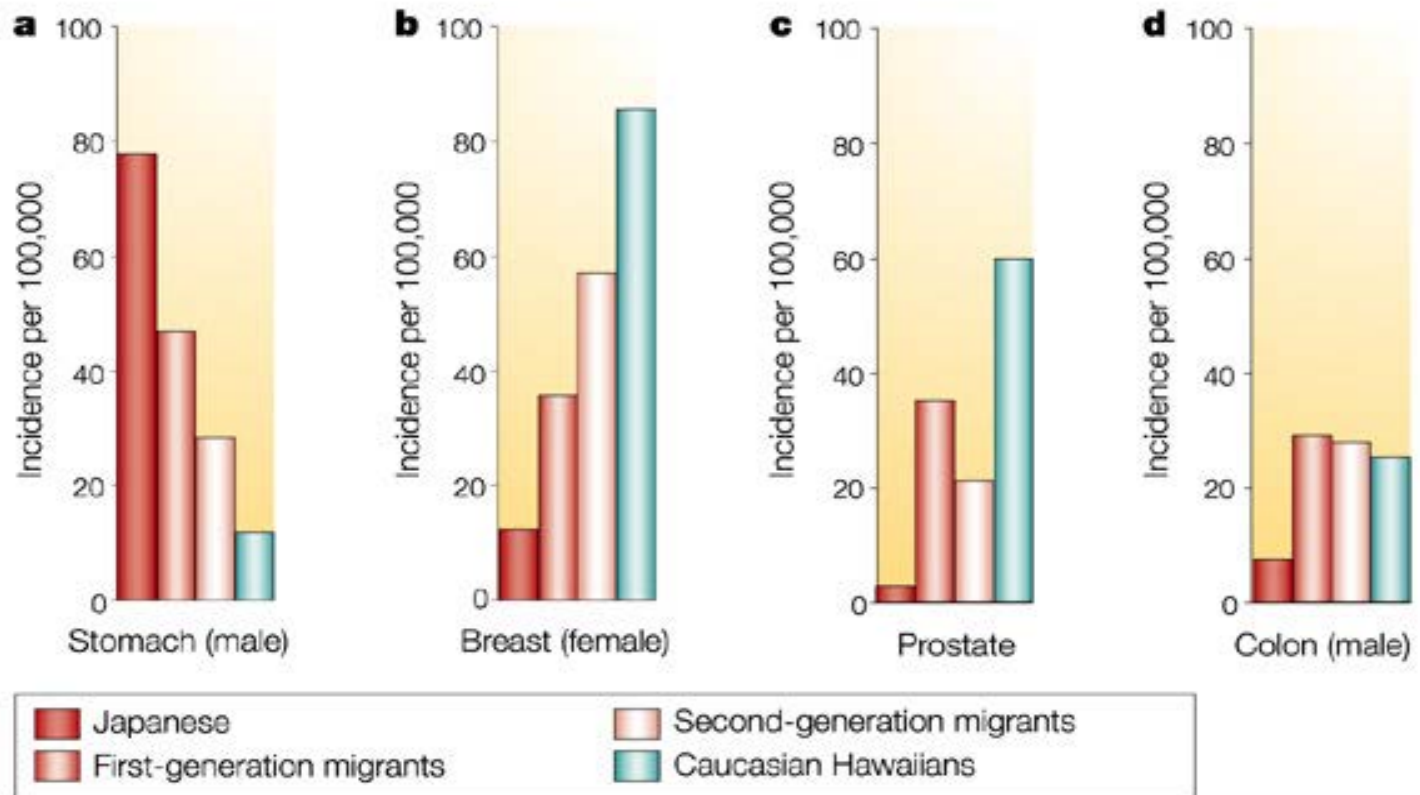 a
100
80
60
40
20
0
Incidence per 100,000
Stomach (male)
b
100
80
60
40
20
0
Incidence per 100,000
Breast (female)
c
100
80
60
40
20
0
Incidence per 100,000
Prostate
d
100
80
60
40
20
0
Incidence per 100,000
Colon (male)
Japanese
First-generation migrants
Second-generation migrants
Caucasian Hawaiians